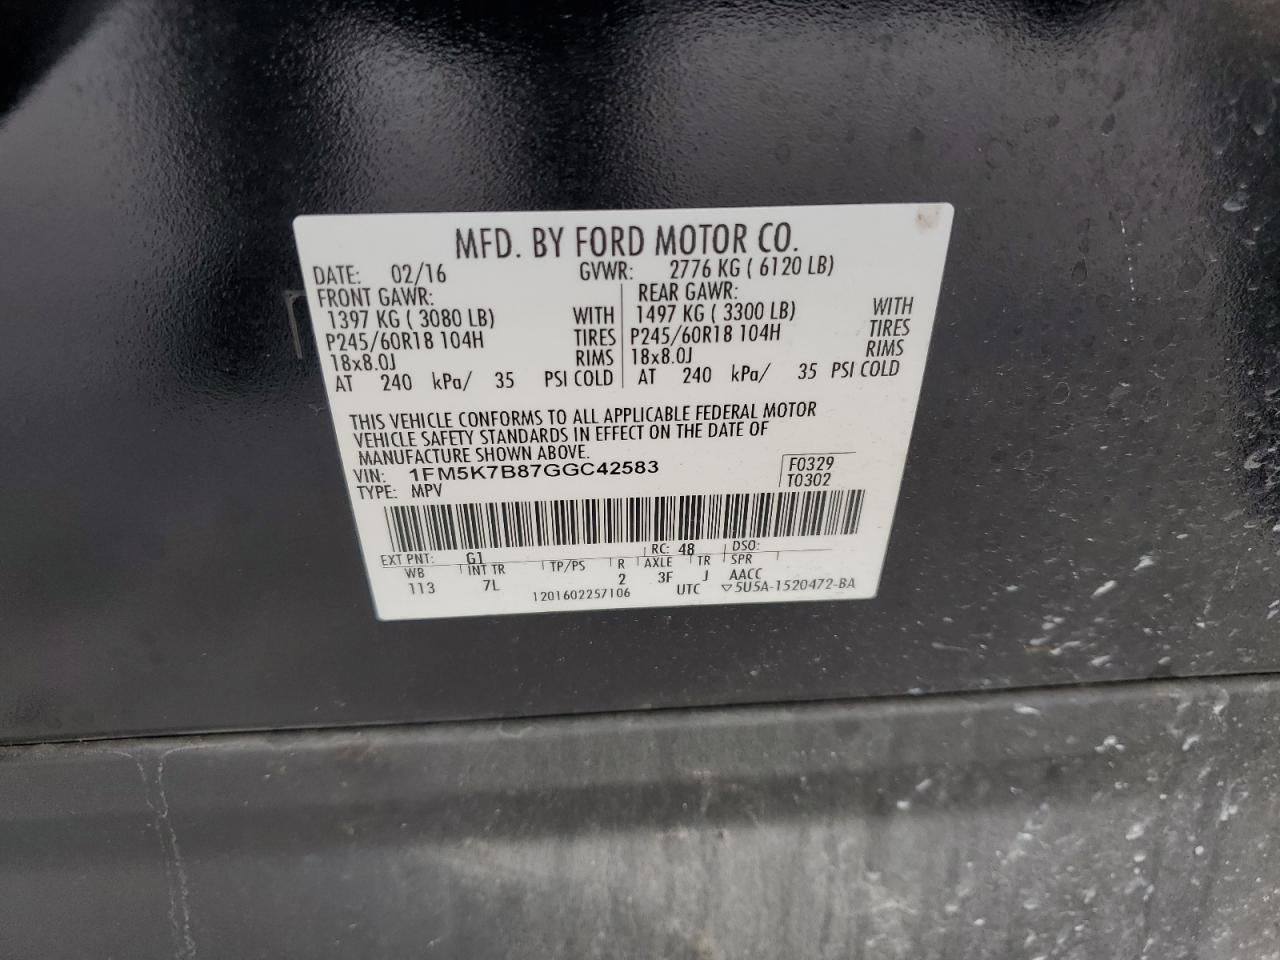 MFD. BY FORD MOTOR CO.
DATE: 02/16 GVWR: 2776 KG ( 6120 LB)
FRONT GAWR: REAR GAWR:
1397 KG ( 3080 LB) WITH 1497 KG ( 3300 LB) WITH
P245/60R18 104H TIRES P245/60R18 104H TIRES
18x8.0J RIMS 18x8.0J RIMS
AT 240 kPa/ 35 PSI COLD AT 240 kPa/ 35 PSI COLD
THIS VEHICLE CONFORMS TO ALL APPLICABLE FEDERAL MOTOR
VEHICLE SAFETY STANDARDS IN EFFECT ON THE DATE OF
MANUFACTURE SHOWN ABOVE.
VIN: 1FM5K7B87GGC42583 F0329
TYPE: MPV T0302
EXT PNT: G1 RC: 48 DSO:
WB INT TR TP/PS R AXLE TR SPR
113 7L 2 3F J AACC
1201602257106 UTC ▽5U5A-1520472-BA